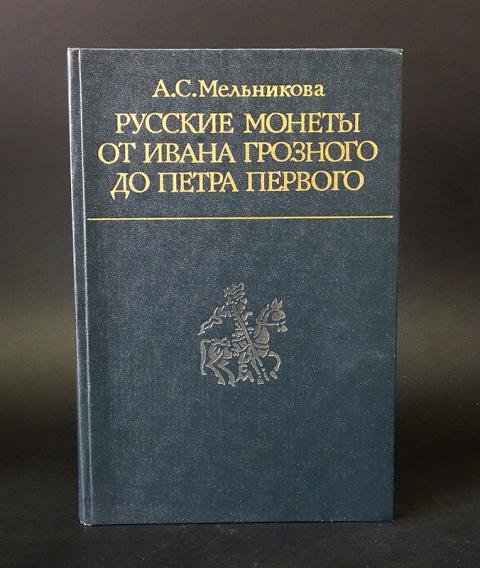 А.С.Мельникова
РУССКИЕ МОНЕТЫ
ОТ ИВАНА ГРОЗНОГО
ДО ПЕТРА ПЕРВОГО